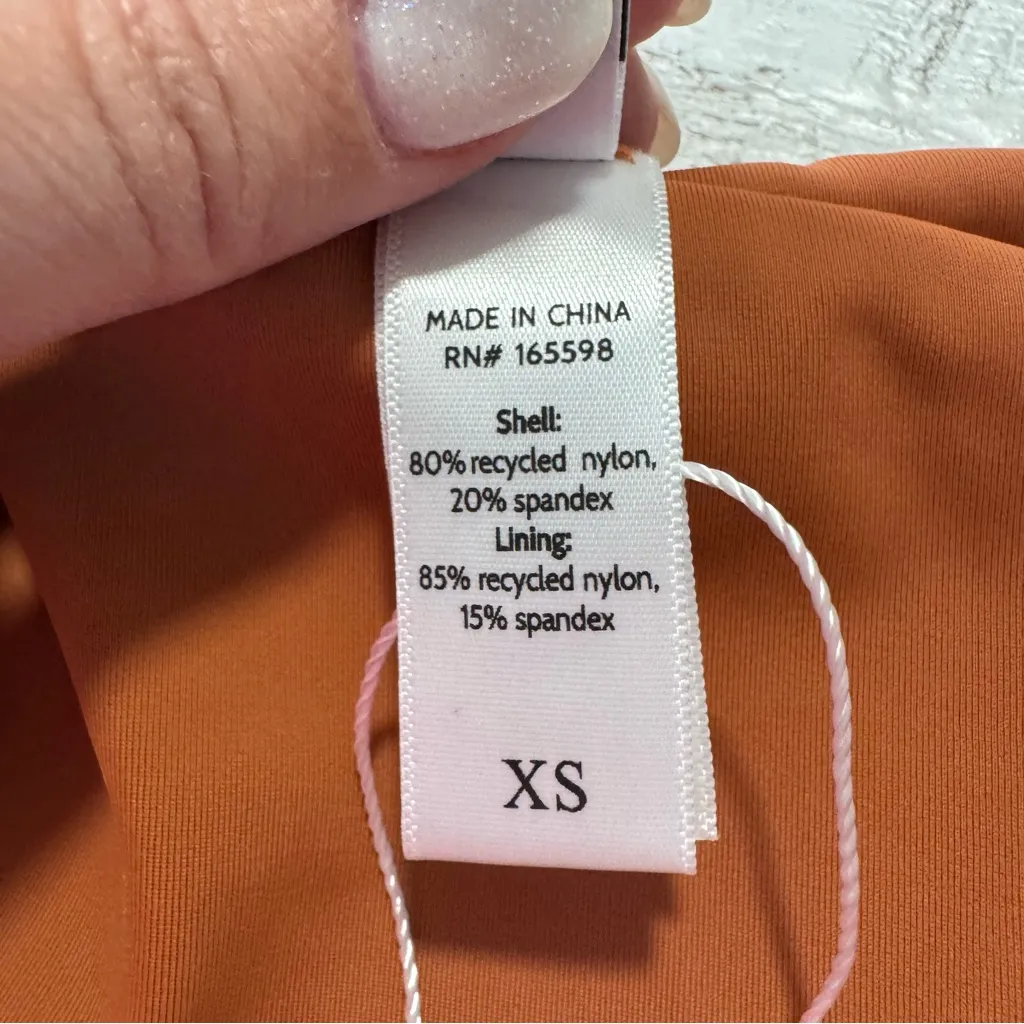 MADE IN CHINA
RN# 165598
Shell:
80% recycled nylon,
20% spandex
Lining:
85% recycled nylon,
15% spandex
XS